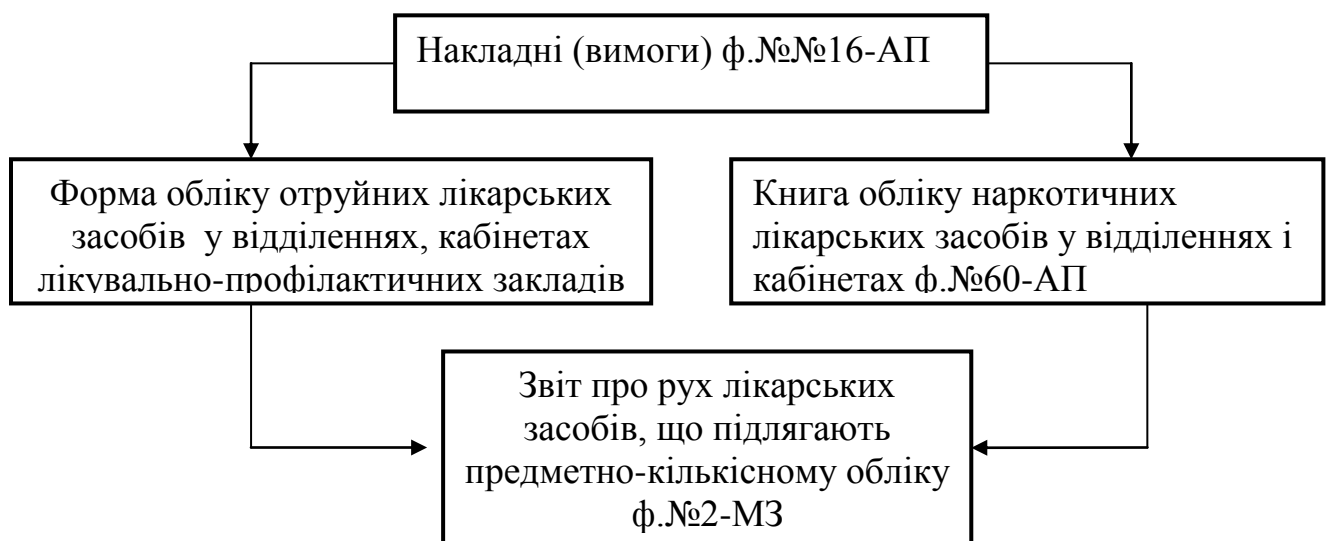 Накладні (вимоги) ф.№№16-АП
Форма обліку отруйних лікарських
засобів у відділеннях, кабінетах
лікувально-профілактичних закладів
Книга обліку наркотичних
лікарських засобів у відділеннях і
кабінетах ф.№60-АП
Звіт про рух лікарських
засобів, що підлягають
предметно-кількісному обліку
ф.№2-МЗ